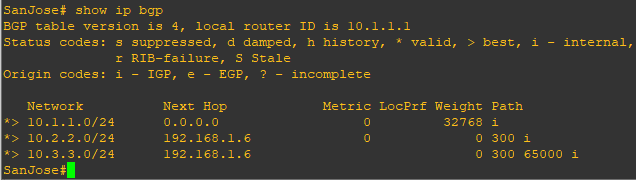 SanJose# show ip bgp
BGP table version is 4, local router ID is 10.1.1.1
Status codes: s suppressed, d damped, h history, * valid, > best, i - internal,
              r RIB-failure, S Stale
Origin codes: i - IGP, e - EGP, ? - incomplete

   Network          Next Hop            Metric LocPrf Weight Path
*> 10.1.1.0/24      0.0.0.0                  0         32768 i
*> 10.2.2.0/24      192.168.1.6              0             0 300 i
*> 10.3.3.0/24      192.168.1.6                            0 300 65000 i
SanJose#